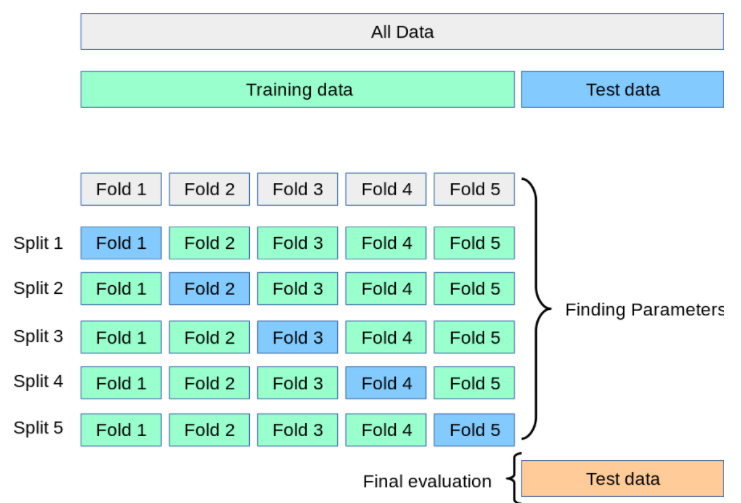 All Data
Training data Test data
Fold 1 Fold 2 Fold 3 Fold 4 Fold 5
Split 1 Fold 1 Fold 2 Fold 3 Fold 4 Fold 5
Split 2 Fold 1 Fold 2 Fold 3 Fold 4 Fold 5
Finding Parameters
Split 3 Fold 1 Fold 2 Fold 3 Fold 4 Fold 5
Split 4 Fold 1 Fold 2 Fold 3 Fold 4 Fold 5
Split 5 Fold 1 Fold 2 Fold 3 Fold 4 Fold 5
Final evaluation Test data